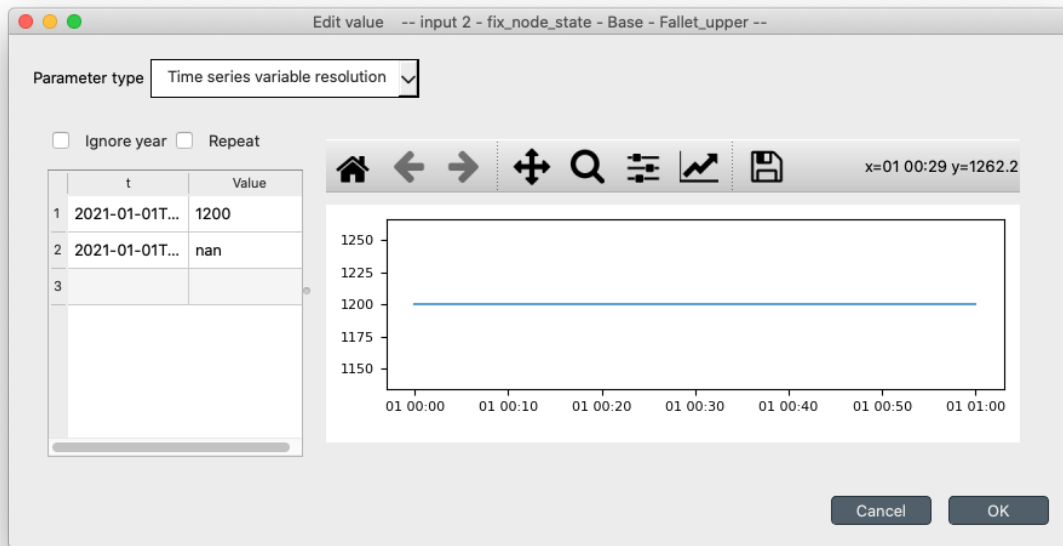 Edit value -- input 2 - fix_node_state - Base - Fallet_upper --
Parameter type Time series variable resolution
Ignore year Repeat
x=01 00:29 y=1262.2
t Value
1 2021-01-01T... 1200
2 2021-01-01T... nan
3
1250
1225
1200
1175
1150
01 00:00 01 00:10 01 00:20 01 00:30 01 00:40 01 00:50 01 01:00
Cancel OK